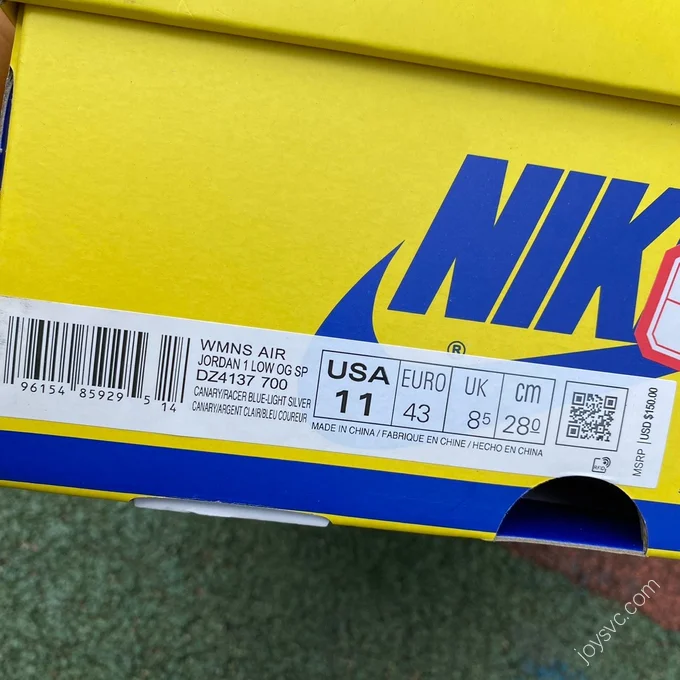 NIK
®
WMNS AIR
JORDAN 1 LOW OG SP
DZ4137 700
CANARY/RACER BLUE-LIGHT SILVER
CANARY/ARGENT CLAIR/BLEU COUREUR
96154 85929 5 14
USA
11
EURO
43
UK
85
cm
280
MADE IN CHINA / FABRIQUE EN CHINE / HECHO EN CHINA
RFID
MSRP USD $150.00
joysvc.com